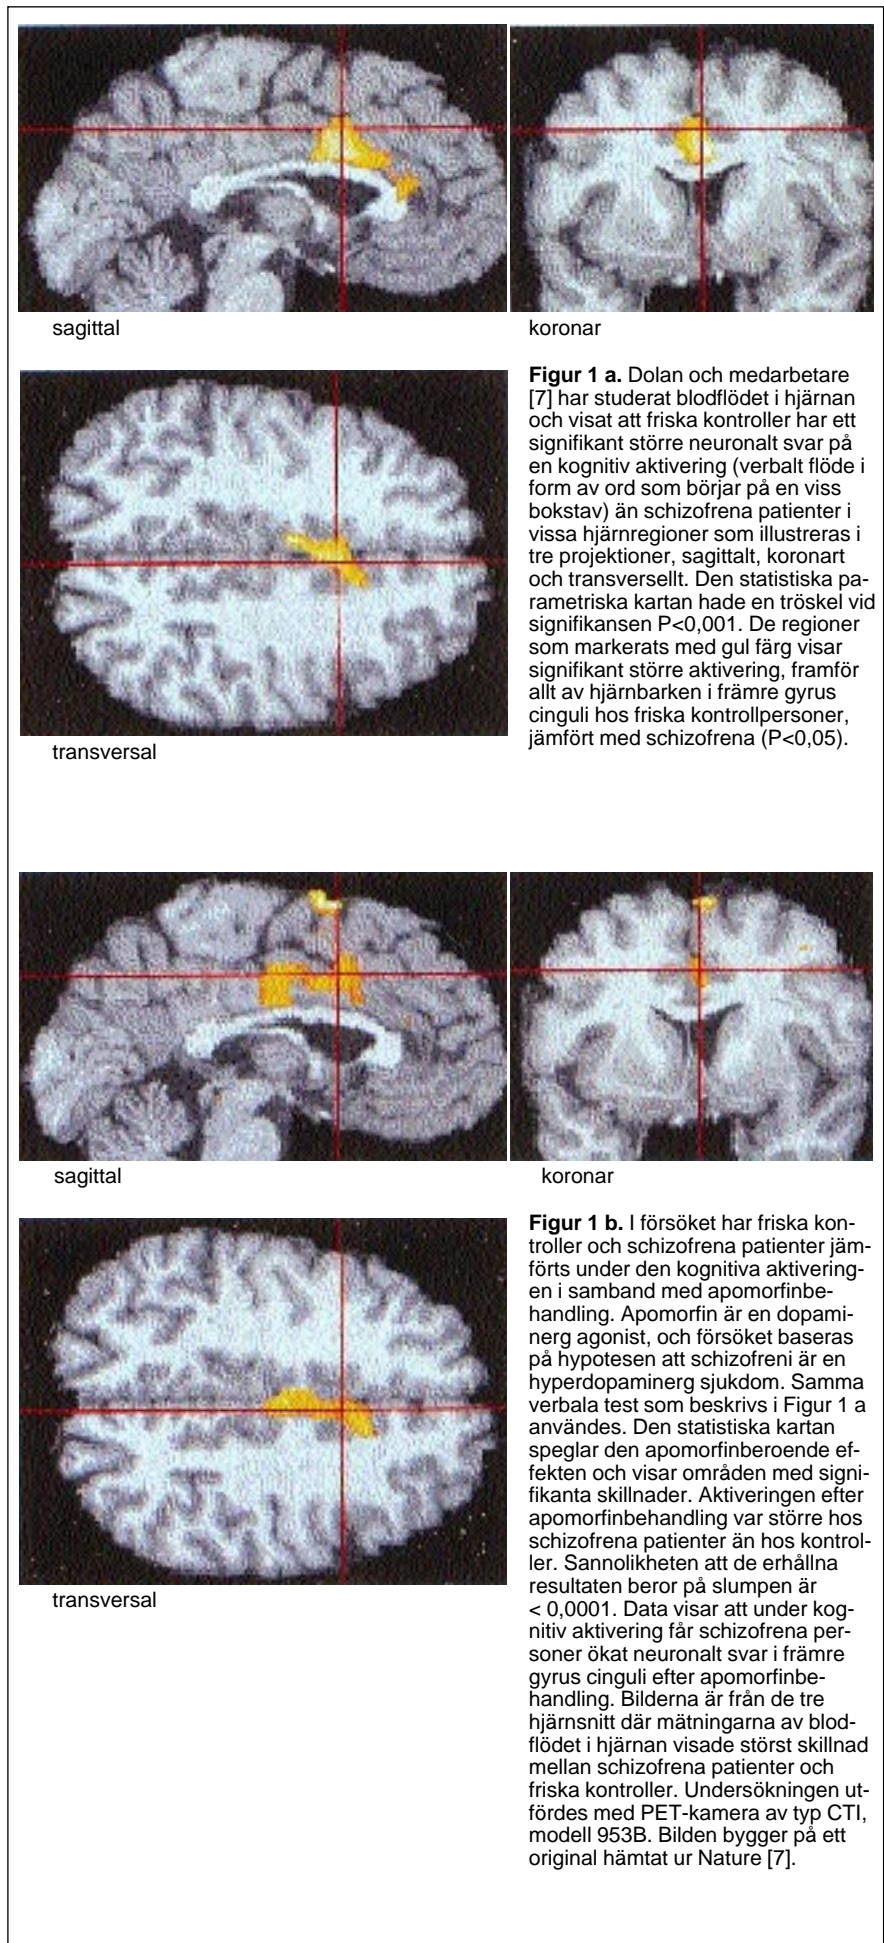 sagittal
koronar
Figur 1 a. Dolan och medarbetare
[7] har studerat blodflödet i hjärnan
och visat att friska kontroller har ett
signifikant större neuronalt svar på
en kognitiv aktivering (verbalt flöde i
form av ord som börjar på en viss
bokstav) än schizofrena patienter i
vissa hjärnregioner som illustreras i
tre projektioner, sagittalt, koronart
och transversellt. Den statistiska pa-
rametriska kartan hade en tröskel vid
signifikansen P<0,001. De regioner
som markerats med gul färg visar
signifikant större aktivering, framför
allt av hjärnbarken i främre gyrus
cinguli hos friska kontrollpersoner,
jämfört med schizofrena (P<0,05).
transversal
sagittal
koronar
Figur 1 b. I försöket har friska kon-
troller och schizofrena patienter jäm-
förts under den kognitiva aktivering-
en i samband med apomorfinbe-
handling. Apomorfin är en dopami-
nerg agonist, och försöket baseras
på hypotesen att schizofreni är en
hyperdopaminerg sjukdom. Samma
verbala test som beskrivs i Figur 1 a
användes. Den statistiska kartan
speglar den apomorfinberoende ef-
fekten och visar områden med signi-
fikanta skillnader. Aktiveringen efter
apomorfinbehandling var större hos
schizofrena patienter än hos kontrol-
ler. Sannolikheten att de erhållna
resultaten beror på slumpen är
< 0,0001. Data visar att under kog-
nitiv aktivering får schizofrena per-
soner ökat neuronalt svar i främre
gyrus cinguli efter apomorfinbe-
handling. Bilderna är från de tre
hjärnsnitt där mätningarna av blod-
flödet i hjärnan visade störst skillnad
mellan schizofrena patienter och
friska kontroller. Undersökningen ut-
fördes med PET-kamera av typ CTI,
modell 953B. Bilden bygger på ett
original hämtat ur Nature [7].
transversal